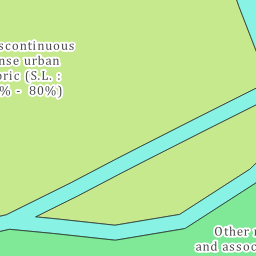 scontinuous
nse urban
bric (S.L. :
% - 80%)
Other
and assoc